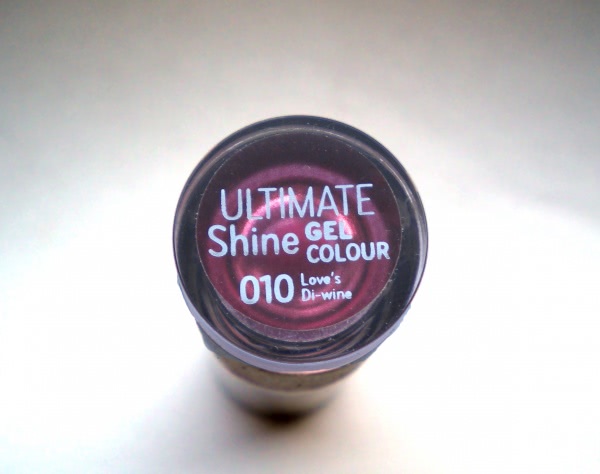 ULTIMATE
Shine GEL
COLOUR
010 Love's
Di-wine